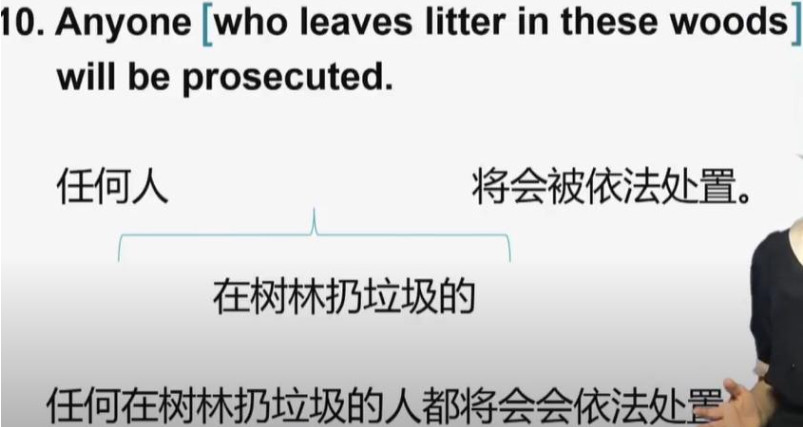 10. Anyone [who leaves litter in these woods]
will be prosecuted.
任何人 将会被依法处置。
在树林扔垃圾的
任何在树林扔垃圾的人都将会会依法处置